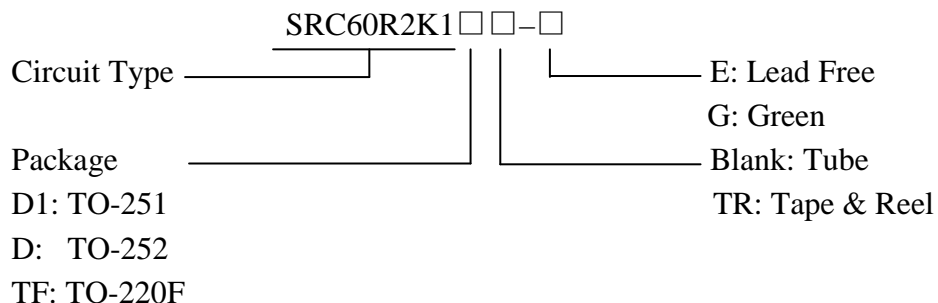 SRC60R2K1□ □–□
Circuit Type
E: Lead Free
G: Green
Package
Blank: Tube
D1: TO-251
TR: Tape & Reel
D: TO-252
TF: TO-220F